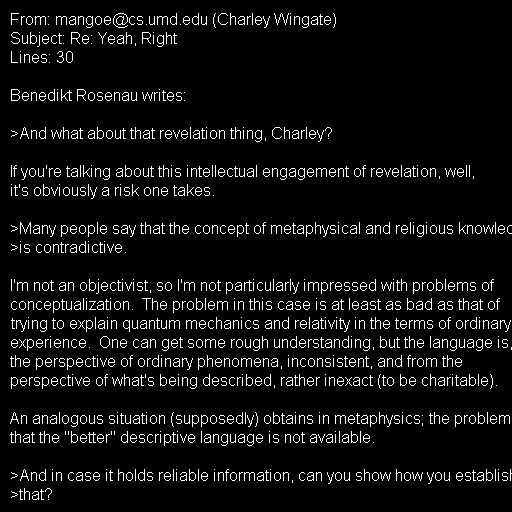 From: mangoe@cs.umd.edu (Charley Wingate)
Subject: Re: Yeah, Right
Lines: 30

Benedikt Rosenau writes:

>And what about that revelation thing, Charley?

If you're talking about this intellectual engagement of revelation, well,
it's obviously a risk one takes.

>Many people say that the concept of metaphysical and religious
>is contradictive.

I'm not an objectivist, so I'm not particularly impressed with problems of
conceptualization.  The problem in this case is at least as bad as that of
trying to explain quantum mechanics and relativity in the terms of ordinary
experience.  One can get some rough understanding, but the language is,
the perspective of ordinary phenomena, inconsistent, and from the
perspective of what's being described, rather inexact (to be charitable).

An analogous situation (supposedly) obtains in metaphysics; the problem
that the "better" descriptive language is not available.

>And in case it holds reliable information, can you show how you
>that?